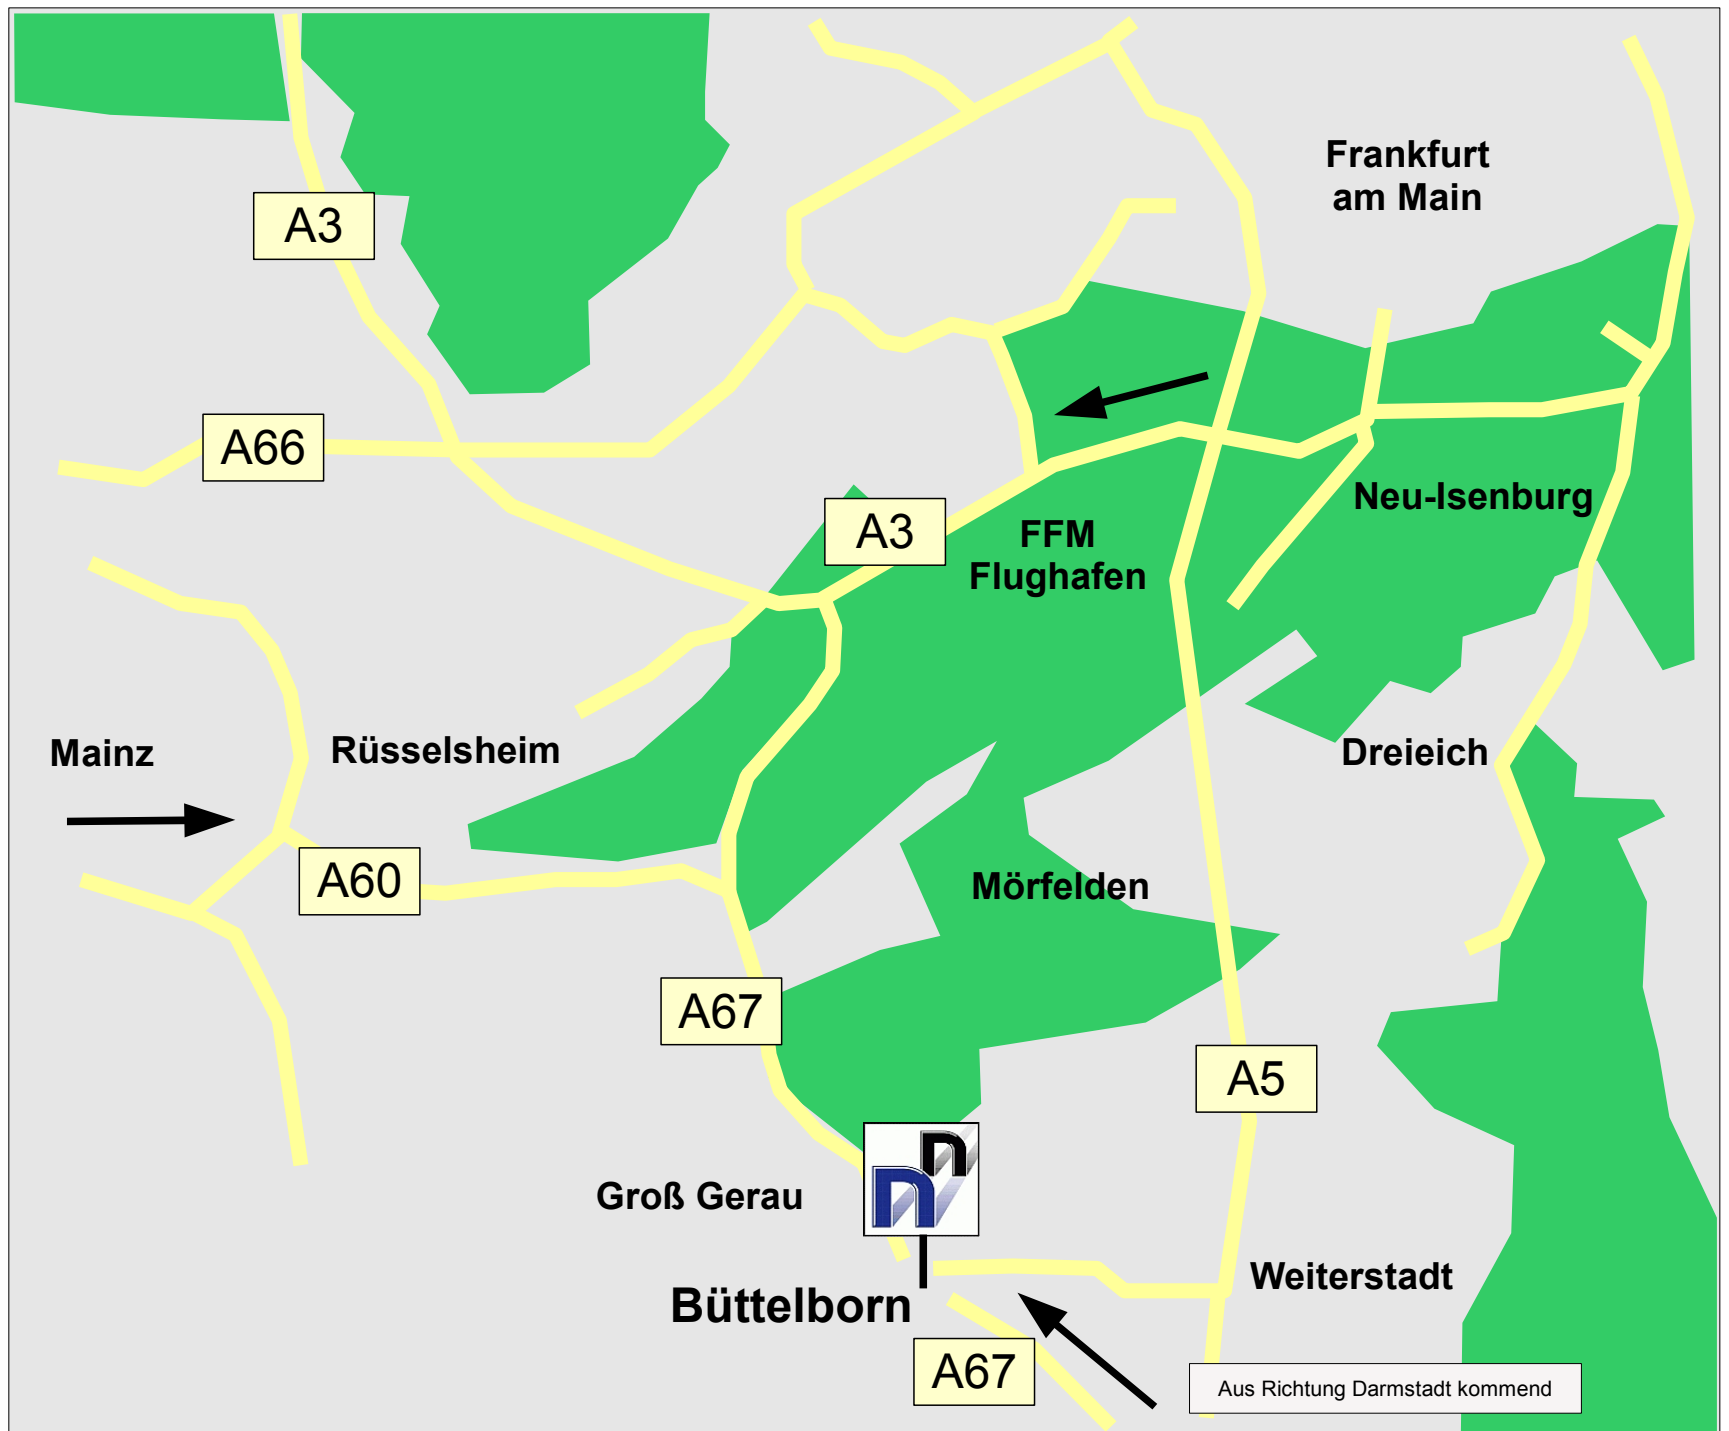 Frankfurt
am Main
A3
A66
Neu-Isenburg
A3
FFM
Flughafen
Mainz
Rüsselsheim
Dreieich
A60
Mörfelden
A67
A5
nn
Groß Gerau
Weiterstadt
Büttelborn
A67
Aus Richtung Darmstadt kommend